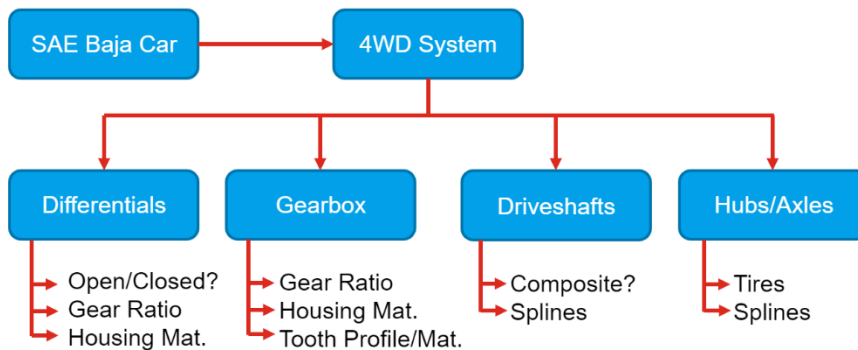 SAE Baja Car
4WD System
Differentials
Gearbox
Driveshafts
Hubs/Axles
Open/Closed?
Gear Ratio
Housing Mat.
Gear Ratio
Housing Mat.
Tooth Profile/Mat.
Composite?
Splines
Tires
Splines